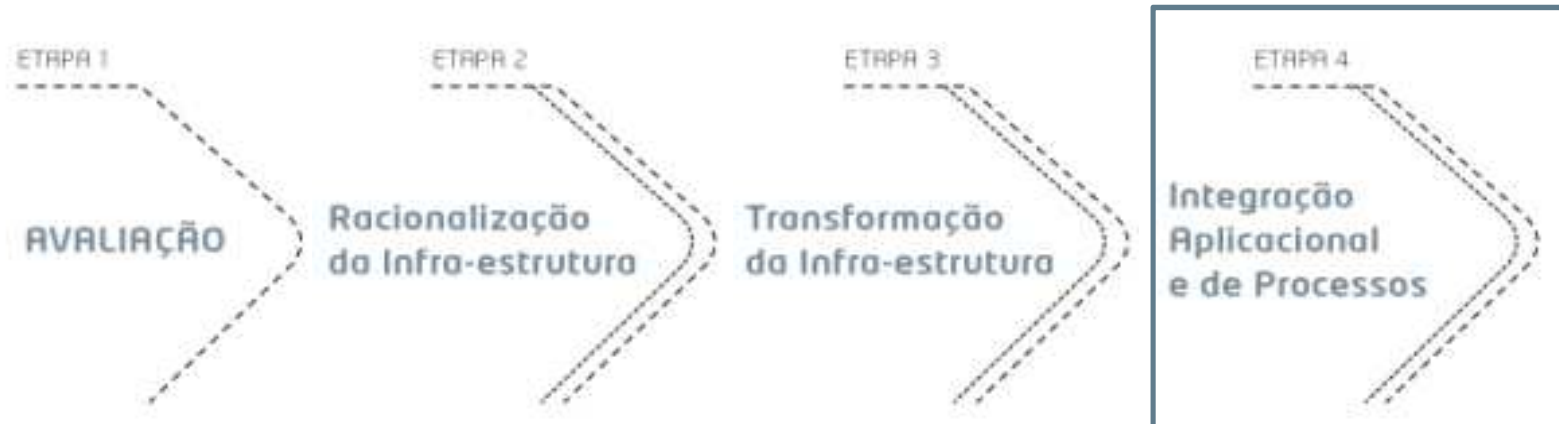 ETAPA 1
AVALIAÇÃO
ETAPA 2
Racionalização
da Infra-estrutura
ETAPA 3
Transformação
da Infra-estrutura
ETAPA 4
Integração
Aplicacional
e de Processos